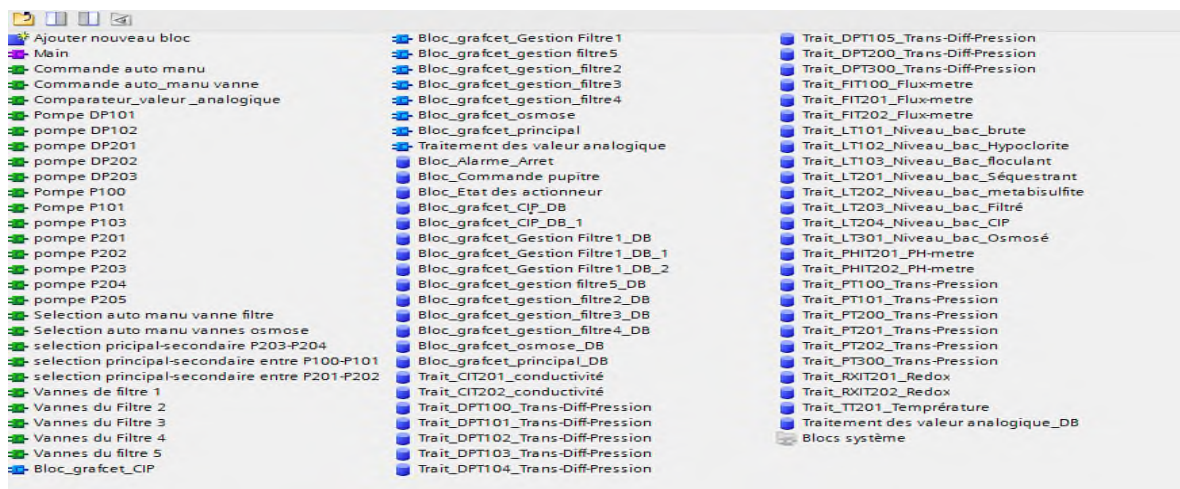 Ajouter nouveau bloc
Main
Commande auto manu
Commande auto_manu vanne
Comparateur_valeur _analogique
Pompe DP101
pompe DP102
pompe DP201
pompe DP202
pompe DP203
Pompe P100
Pompe P101
pompe P103
pompe P201
pompe P202
pompe P203
pompe P204
pompe P205
Selection auto manu vanne filtre
Selection auto manu vannes osmose
selection pricipal-secondaire P203-P204
selection principal-secondaire entre P100-P101
selection principal-secondaire entre P201-P202
Vannes de filtre 1
Vannes du Filtre 2
Vannes du Filtre 3
Vannes du Filtre 4
Vannes du filtre 5
Bloc_grafcet_CIP
Bloc_grafcet_Gestion Filtre1
Bloc_grafcet_gestion filtre5
Bloc_grafcet_gestion_filtre2
Bloc_grafcet_gestion_filtre3
Bloc_grafcet_gestion_filtre4
Bloc_grafcet_osmose
Bloc_grafcet_principal
Traitement des valeur analogique
Bloc_Alarme_Arret
Bloc_Commande pupitre
Bloc_Etat des actionneur
Bloc_grafcet_CIP_DB
Bloc_grafcet_CIP_DB_1
Bloc_grafcet_Gestion Filtre1_DB
Bloc_grafcet_Gestion Filtre1_DB_1
Bloc_grafcet_Gestion Filtre1_DB_2
Bloc_grafcet_gestion filtre5_DB
Bloc_grafcet_gestion_filtre2_DB
Bloc_grafcet_gestion_filtre3_DB
Bloc_grafcet_gestion_filtre4_DB
Bloc_grafcet_osmose_DB
Bloc_grafcet_principal_DB
Trait_CIT201_conductivité
Trait_CIT202_conductivité
Trait_DPT100_Trans-Diff-Pression
Trait_DPT101_Trans-Diff-Pression
Trait_DPT102_Trans-Diff-Pression
Trait_DPT103_Trans-Diff-Pression
Trait_DPT104_Trans-Diff-Pression
Trait_DPT105_Trans-Diff-Pression
Trait_DPT200_Trans-Diff-Pression
Trait_DPT300_Trans-Diff-Pression
Trait_FIT100_Flux-metre
Trait_FIT201_Flux-metre
Trait_FIT202_Flux-metre
Trait_LT101_Niveau_bac_brute
Trait_LT102_Niveau_Bac_Hypoclorite
Trait_LT103_Niveau_Bac_floculant
Trait_LT201_Niveau_bac_Séquestrant
Trait_LT202_Niveau_bac_metabisulfite
Trait_LT203_Niveau_bac_Filtré
Trait_LT204_Niveau_bac_CIP
Trait_LT301_Niveau_bac_Osmosé
Trait_PHIT201_PH-metre
Trait_PHIT202_PH-metre
Trait_PT100_Trans-Pression
Trait_PT101_Trans-Pression
Trait_PT200_Trans-Pression
Trait_PT201_Trans-Pression
Trait_PT202_Trans-Pression
Trait_PT300_Trans-Pression
Trait_RXIT201_Redox
Trait_RXIT202_Redox
Trait_TT201_Temprérature
Traitement des valeur analogique_DB
Blocs système